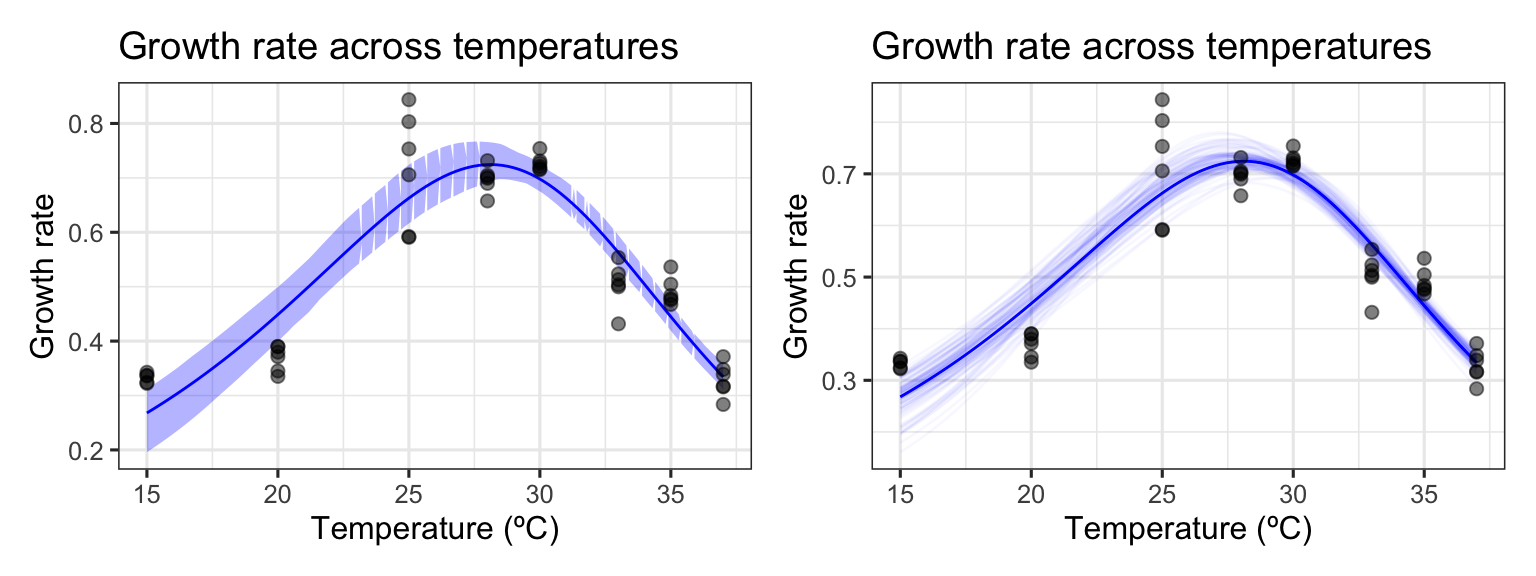 Growth rate across temperatures
Growth rate
0.8
0.6
0.4
0.2
15 20 25 30 35
Temperature (ºC)
Growth rate across temperatures
Growth rate
0.7
0.5
0.3
15 20 25 30 35
Temperature (ºC)